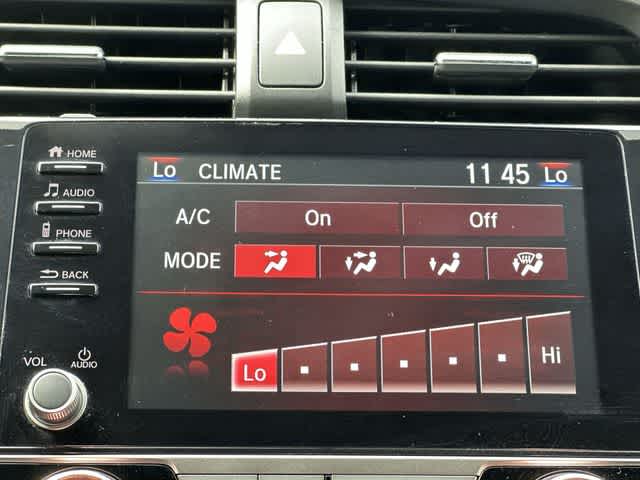 HOME
AUDIO
PHONE
BACK
VOL
AUDIO
Lo CLIMATE 11 45 Lo
A/C On Off
MODE
Lo Hi